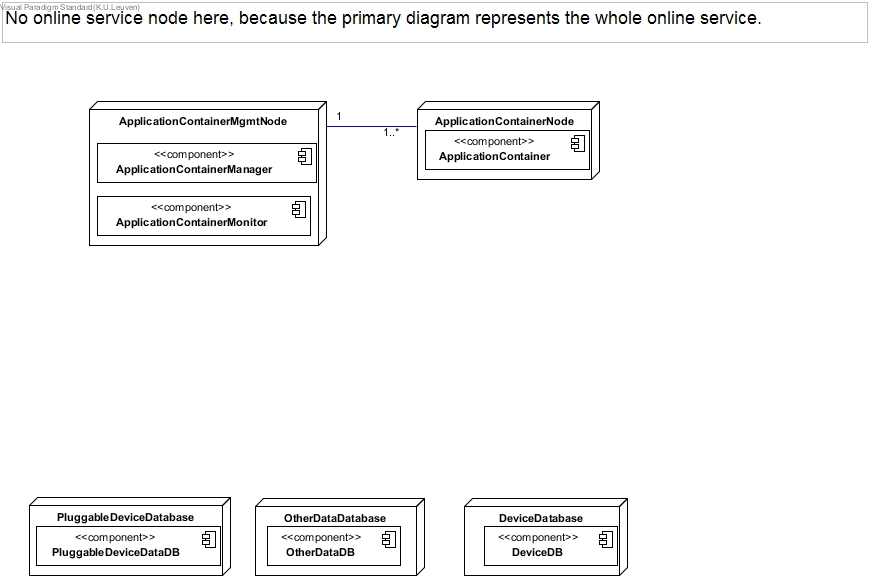 Visual Paradigm Standard(K.U.Leuven)
No online service node here, because the primary diagram represents the whole online service.
ApplicationContainerMgmtNode
<<component>>
ApplicationContainerManager
<<component>>
ApplicationContainerMonitor
1
1..*
ApplicationContainerNode
<<component>>
ApplicationContainer
PluggableDeviceDatabase
<<component>>
PluggableDeviceDataDB
OtherDataDatabase
<<component>>
OtherDataDB
DeviceDatabase
<<component>>
DeviceDB